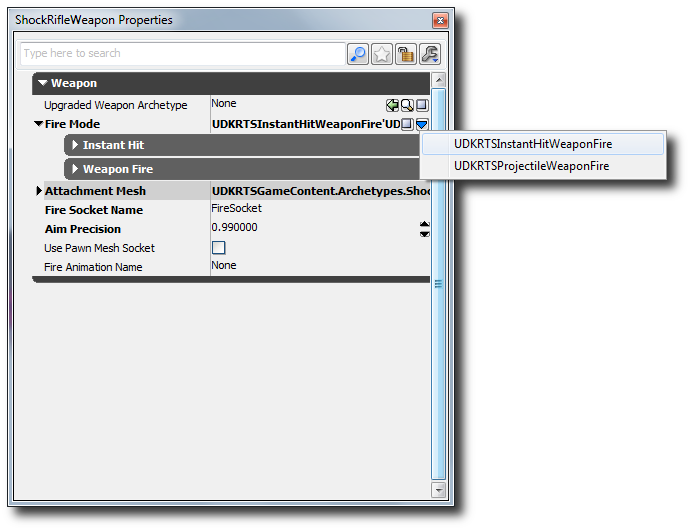 ShockRifleWeapon Properties
Type here to search
Weapon
Upgraded Weapon Archetype None
Fire Mode UDKRTSInstantHitWeaponFire'UD
Instant Hit
UDKRTSInstantHitWeaponFire
Weapon Fire
UDKRTSProjectileWeaponFire
Attachment Mesh UDKRTSGameContent.Archetypes.Sho
Fire Socket Name FireSocket
Aim Precision 0.990000
Use Pawn Mesh Socket
Fire Animation Name None